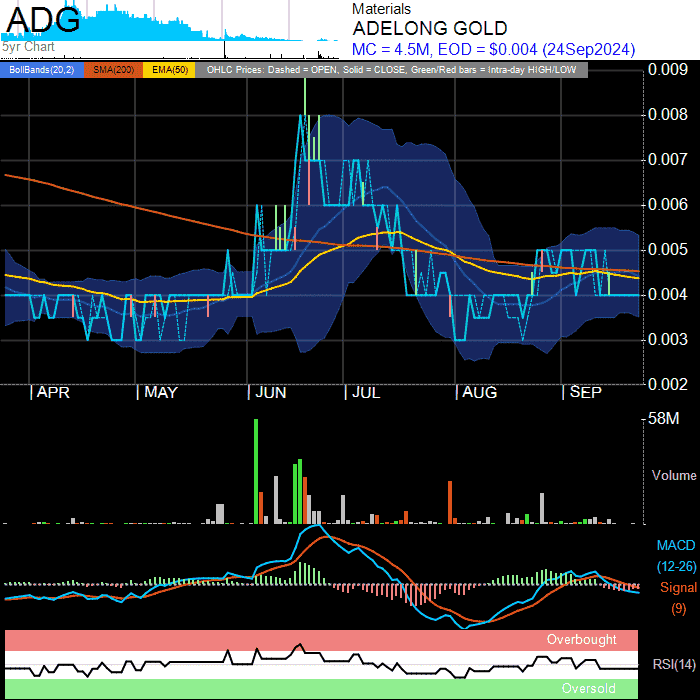 ADG
5yr Chart
Materials
ADELONG GOLD
MC = 4.5M, EOD = $0.004 (24Sep2024)
BollBands(20,2) SMA(200) EMA(50) OHLC Prices: Dashed = OPEN, Solid = CLOSE, Green/Red bars = Intra-day HIGH/LOW
0.009
0.008
0.007
0.006
0.005
0.004
0.003
0.002
APR MAY JUN JUL AUG SEP
58M
Volume
MACD
(12-26)
Signal
(9)
Overbought
RSI(14)
Oversold